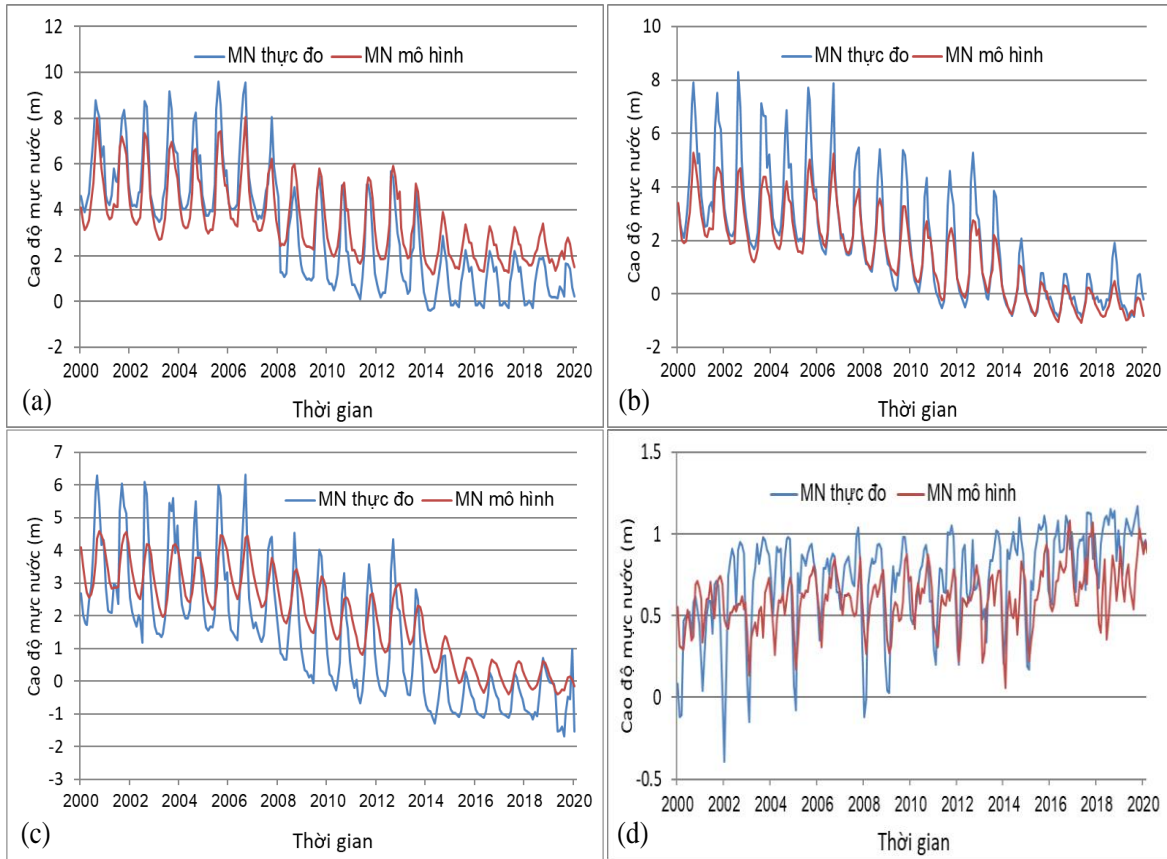 12
10
8
6
4
2
0
-2
MN thực đo
MN mô hình
Cao độ mực nước (m)
2000 2002 2004 2006 2008 2010 2012 2014 2016 2018 2020
Thời gian
(a)
10
8
6
4
2
0
-2
MN thực đo
MN mô hình
Cao độ mực nước (m)
2000 2002 2004 2006 2008 2010 2012 2014 2016 2018 2020
Thời gian
(b)
7
6
5
4
3
2
1
0
-1
-2
-3
MN thực đo
MN mô hình
Cao độ mực nước (m)
2000 2002 2004 2006 2008 2010 2012 2014 2016 2018 2020
Thời gian
(c)
1.5
1
0.5
0
-0.5
MN thực đo
MN mô hình
Cao độ mực nước (m)
2000 2002 2004 2006 2008 2010 2012 2014 2016 2018 2020
Thời gian
(d)